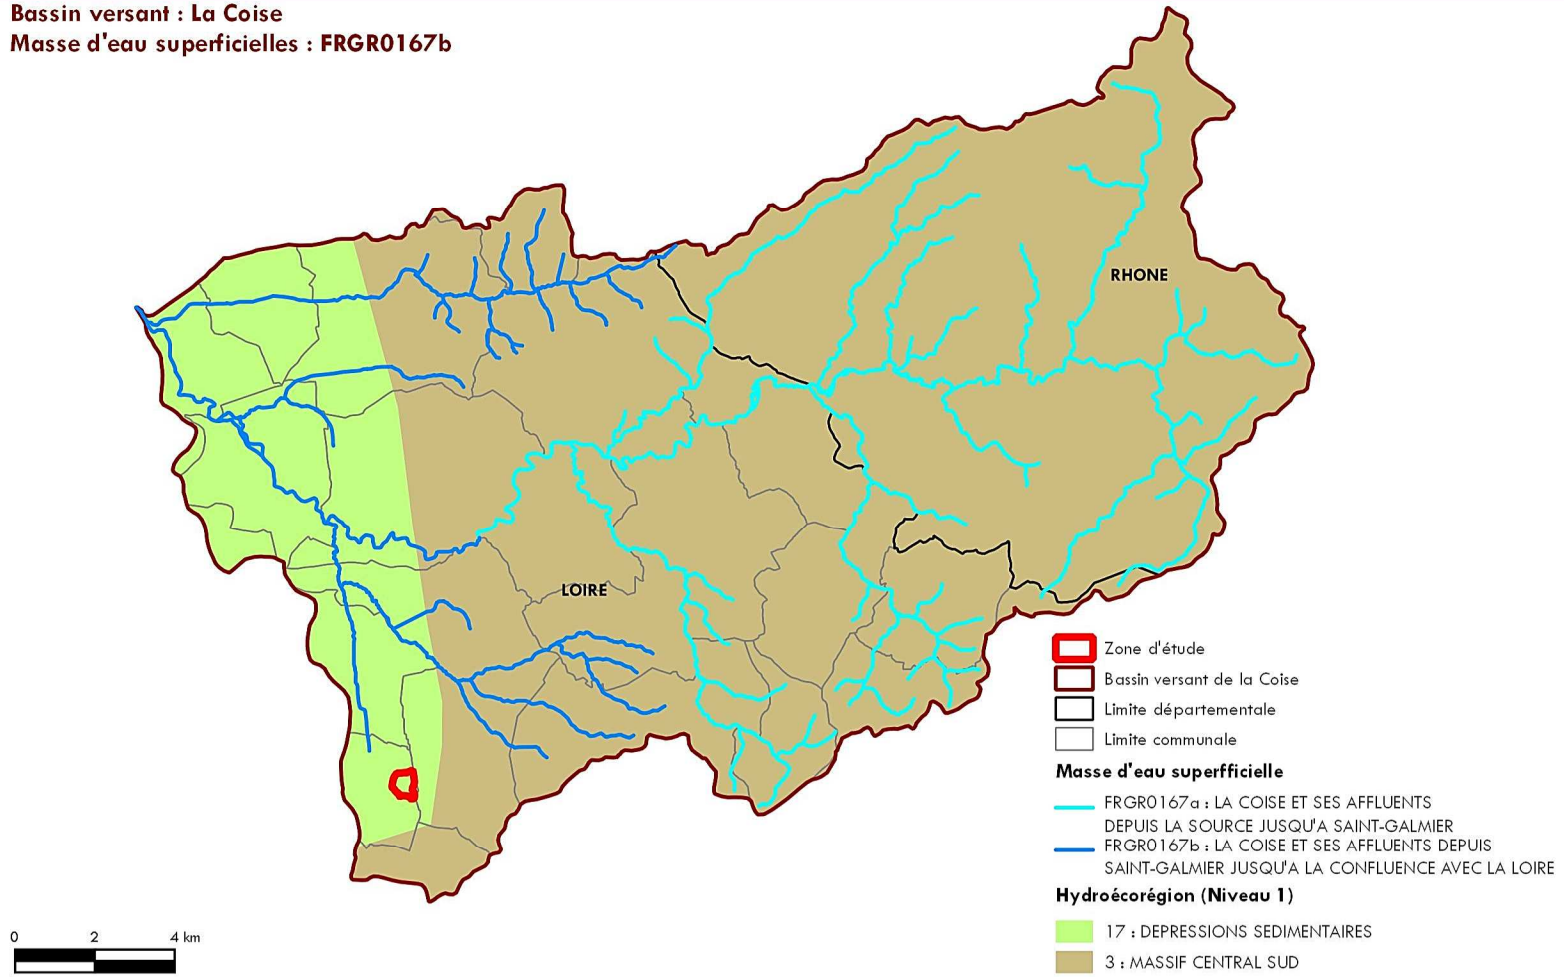 Bassin versant : La Coise
Masse d'eau superficielles : FRGR0167b
RHONE
LOIRE
Zone d'étude
Bassin versant de la Coise
Limite départementale
Limite communale
Masse d'eau superfficielle
FRGR0167a : LA COISE ET SES AFFLUENTS
DEPUIS LA SOURCE JUSQU'A SAINT-GALMIER
FRGR0167b : LA COISE ET SES AFFLUENTS DEPUIS
SAINT-GALMIER JUSQU'A LA CONFLUENCE AVEC LA LOIRE
Hydroécorégion (Niveau 1)
17 : DEPRESSIONS SEDIMENTAIRES
3 : MASSIF CENTRAL SUD
0 2 4 km